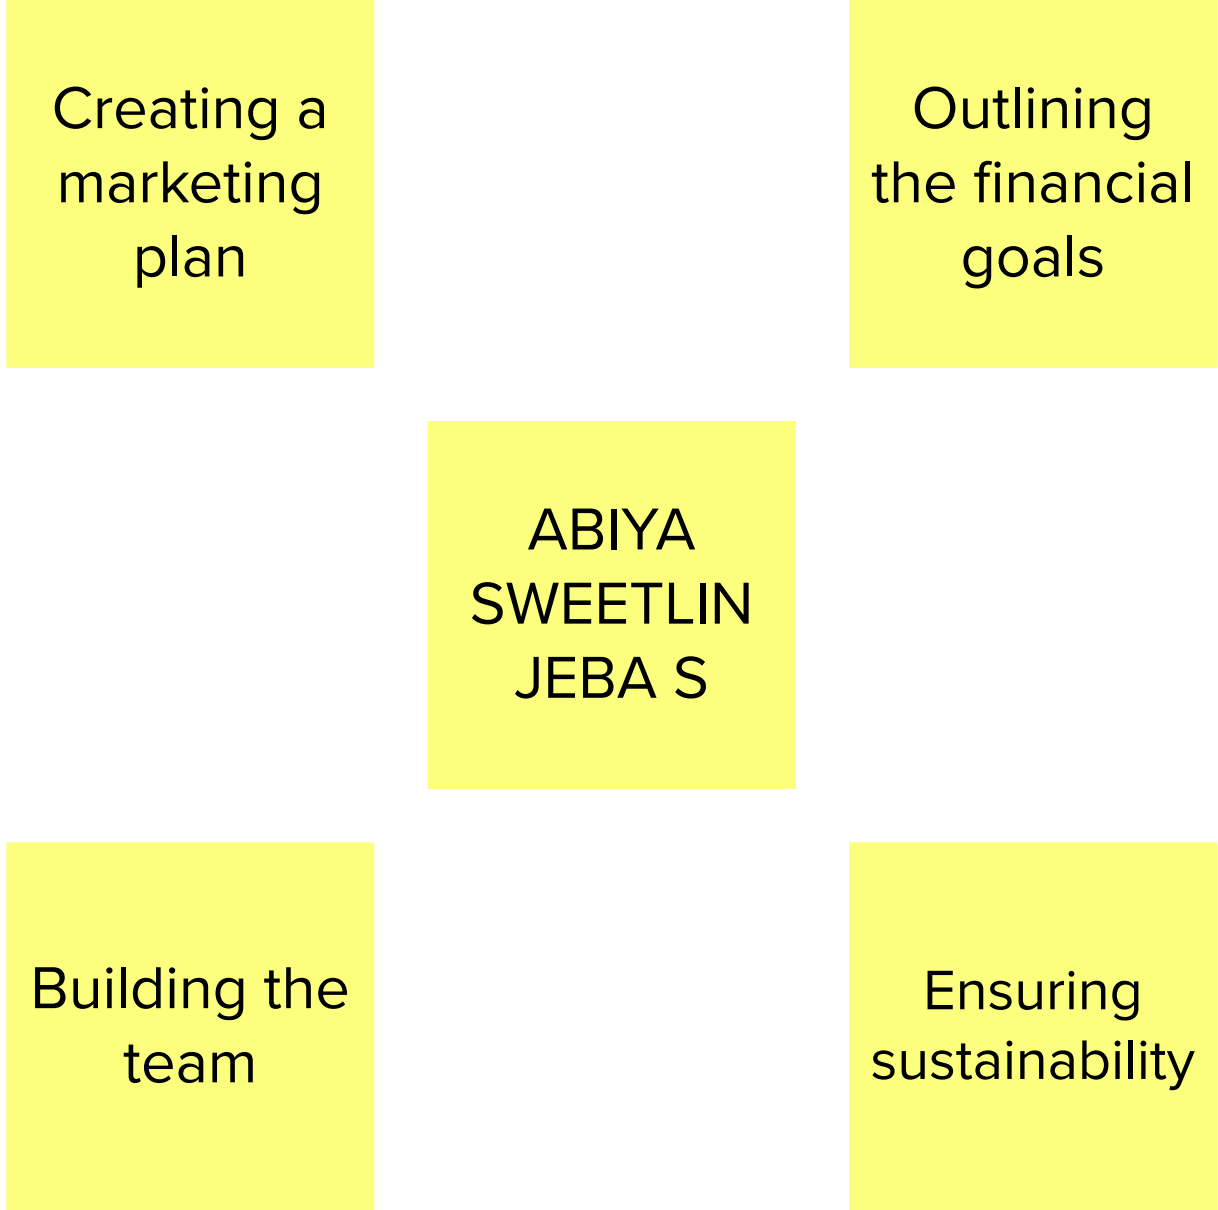 Creating a
marketing
plan
Outlining
the financial
goals
ABIYA
SWEETLIN
JEBA S
Building the
team
Ensuring
sustainability